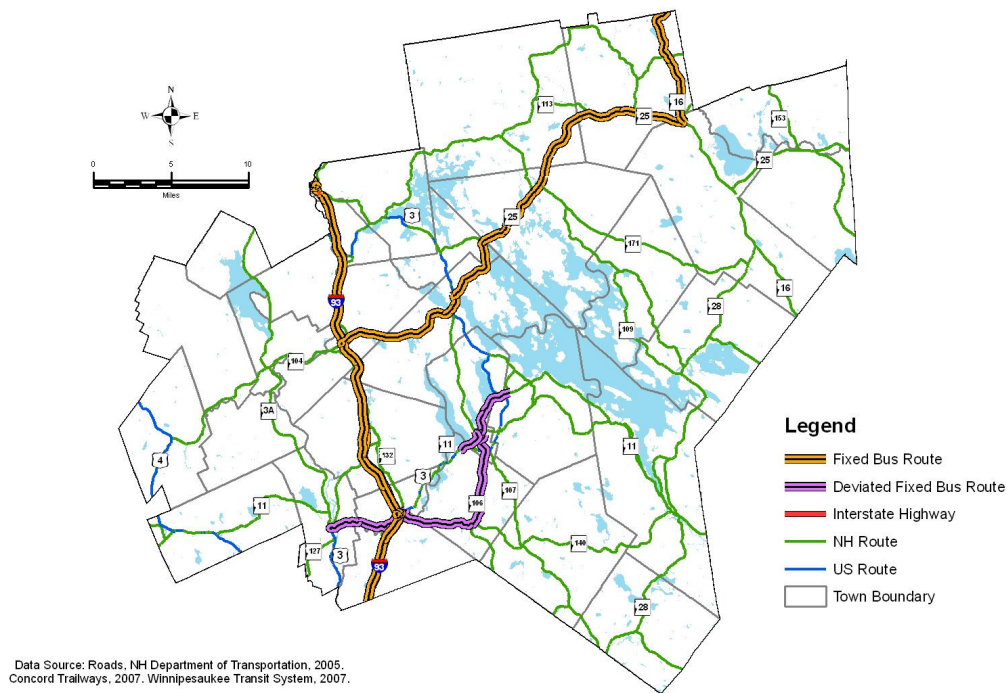 16
113
25
153
N
W E
S
25
0 5 10
Miles
3
25
171
16
93
28
109
104
3A
4
11
11
132
3
107
106
11
127
3
140
93
28
Legend
Fixed Bus Route
Deviated Fixed Bus Route
Interstate Highway
NH Route
US Route
Town Boundary
Data Source: Roads, NH Department of Transportation, 2005.
Concord Trailways, 2007. Winnipesaukee Transit System, 2007.